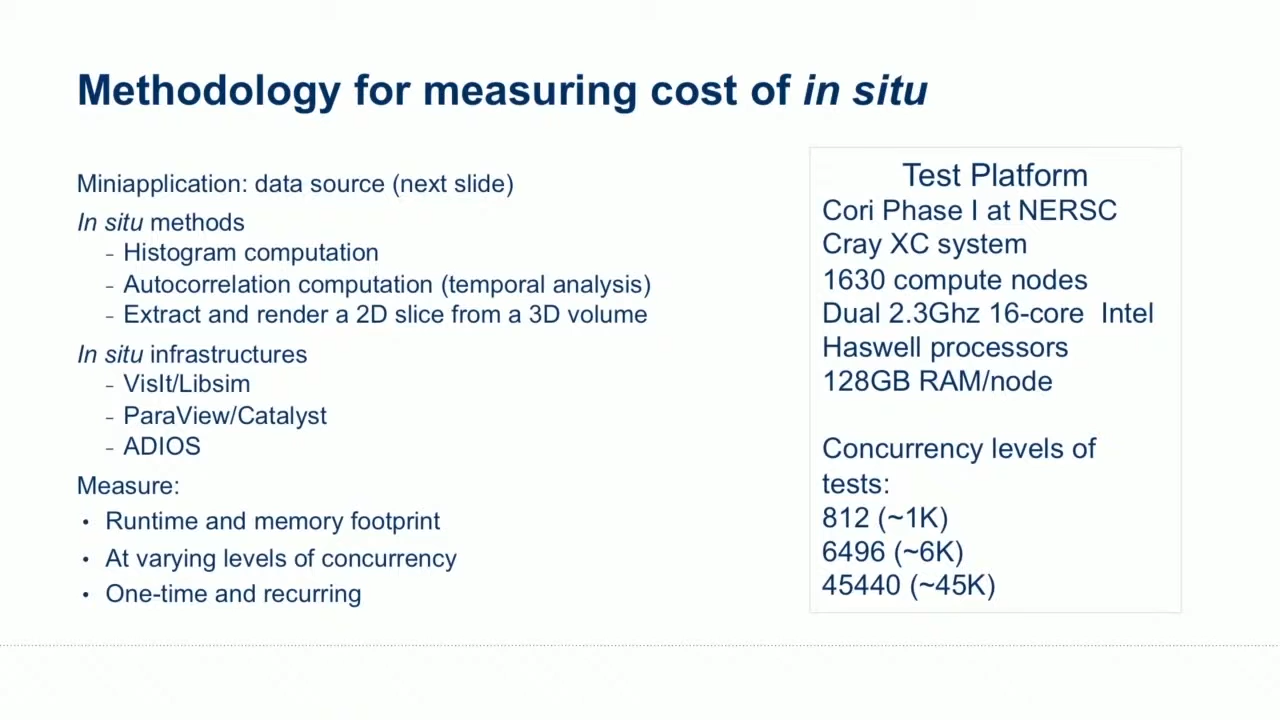 Methodology for measuring cost of in situ
Miniapplication: data source (next slide)
In situ methods
- Histogram computation
- Autocorrelation computation (temporal analysis)
- Extract and render a 2D slice from a 3D volume
In situ infrastructures
- VisIt/Libsim
- ParaView/Catalyst
- ADIOS
Measure:
• Runtime and memory footprint
• At varying levels of concurrency
• One-time and recurring
Test Platform
Cori Phase I at NERSC
Cray XC system
1630 compute nodes
Dual 2.3Ghz 16-core Intel
Haswell processors
128GB RAM/node
Concurrency levels of
tests:
812 (~1K)
6496 (~6K)
45440 (~45K)